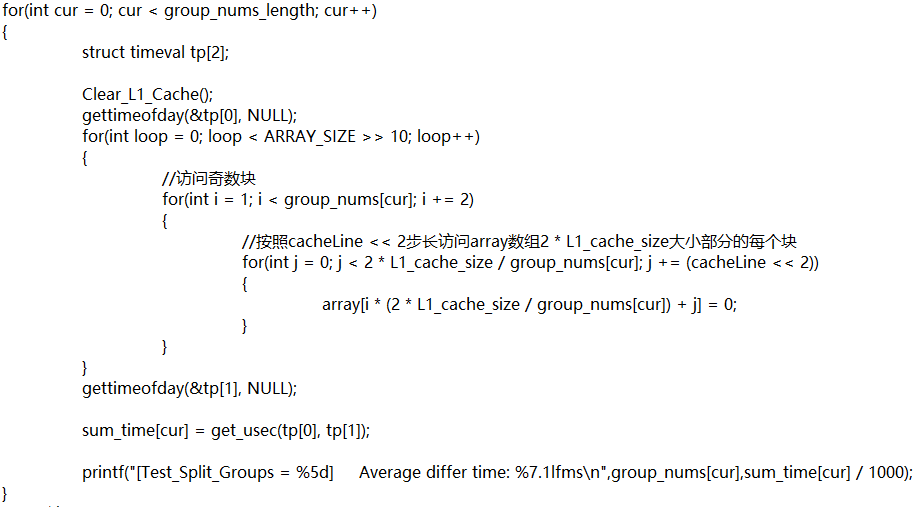 for(int cur = 0; cur < group_nums_length; cur++)
{
struct timeval tp[2];
Clear_L1_Cache();
gettimeofday(&tp[0], NULL);
for(int loop = 0; loop < ARRAY_SIZE >> 10; loop++)
{
//访问奇数块
for(int i = 1; i < group_nums[cur]; i += 2)
{
//按照cacheLine << 2步长访问array数组2 * L1_cache_size大小部分的每个块
for(int j = 0; j < 2 * L1_cache_size / group_nums[cur]; j += (cacheLine << 2))
{
array[i * (2 * L1_cache_size / group_nums[cur]) + j] = 0;
}
}
}
gettimeofday(&tp[1], NULL);
sum_time[cur] = get_usec(tp[0], tp[1]);
printf("[Test_Split_Groups = %5d]     Average differ time: %7.1lfms\n",group_nums[cur],sum_time[cur] / 1000);
}